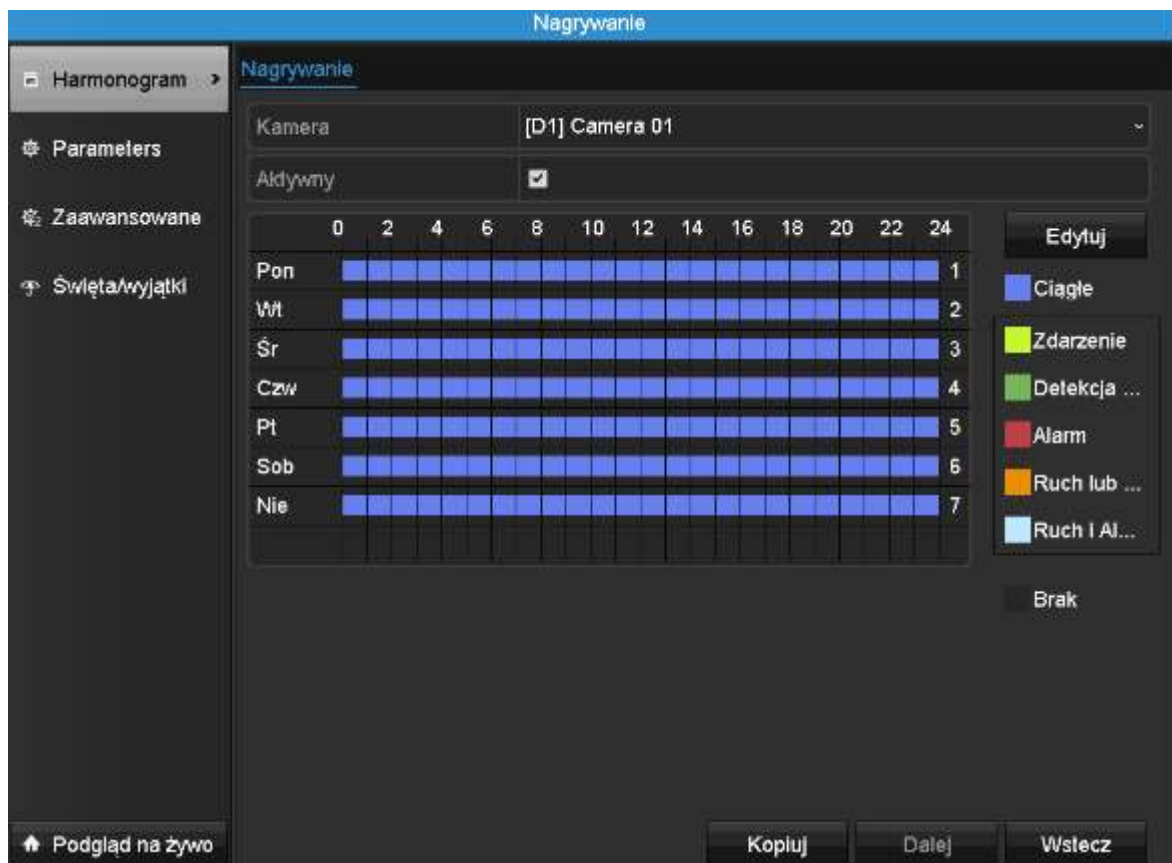 Nagrywanie
Harmonogram
Parameters
Zaawansowane
Święta/wyjątki
Podgląd na żywo
Nagrywanie
Kamera [D1] Camera 01
Aktywny
0 2 4 6 8 10 12 14 16 18 20 22 24
Pon 1
Wt 2
Śr 3
Czw 4
Pt 5
Sob 6
Nie 7
Edytuj
Ciągłe
Zdarzenie
Detekcja ...
Alarm
Ruch lub ...
Ruch I Al...
Brak
Kopiuj Dalej Wstecz